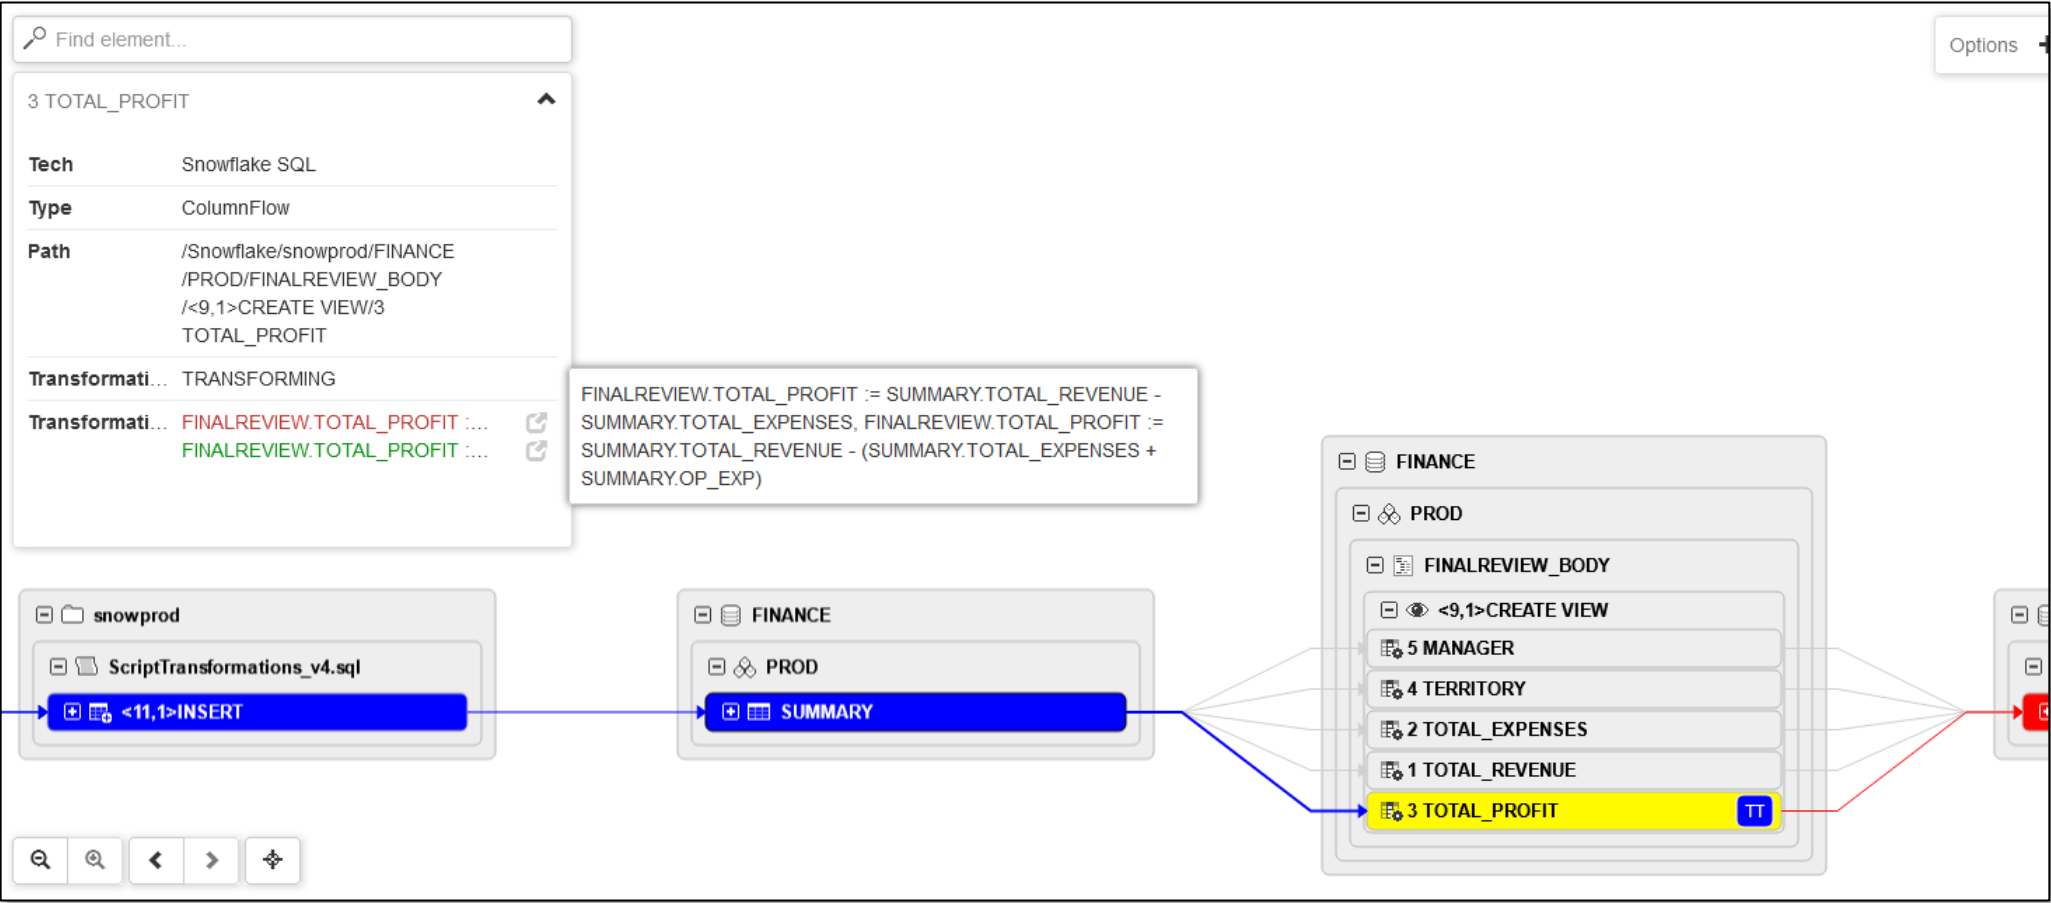 Find element...
Options
3 TOTAL_PROFIT
Tech Snowflake SQL
Type ColumnFlow
Path /Snowflake/snowprod/FINANCE
/PROD/FINALREVIEW_BODY
/<9,1>CREATE VIEW/3
TOTAL_PROFIT
Transformati... TRANSFORMING
Transformati... FINALREVIEW.TOTAL_PROFIT :...
FINALREVIEW.TOTAL_PROFIT :...
FINALREVIEW.TOTAL_PROFIT := SUMMARY.TOTAL_REVENUE -
SUMMARY.TOTAL_EXPENSES, FINALREVIEW.TOTAL_PROFIT :=
SUMMARY.TOTAL_REVENUE - (SUMMARY.TOTAL_EXPENSES +
SUMMARY.OP_EXP)
snowprod
ScriptTransformations_v4.sql
<11,1>INSERT
FINANCE
PROD
SUMMARY
FINANCE
PROD
FINALREVIEW_BODY
<9,1>CREATE VIEW
5 MANAGER
4 TERRITORY
2 TOTAL_EXPENSES
1 TOTAL_REVENUE
3 TOTAL_PROFIT TT